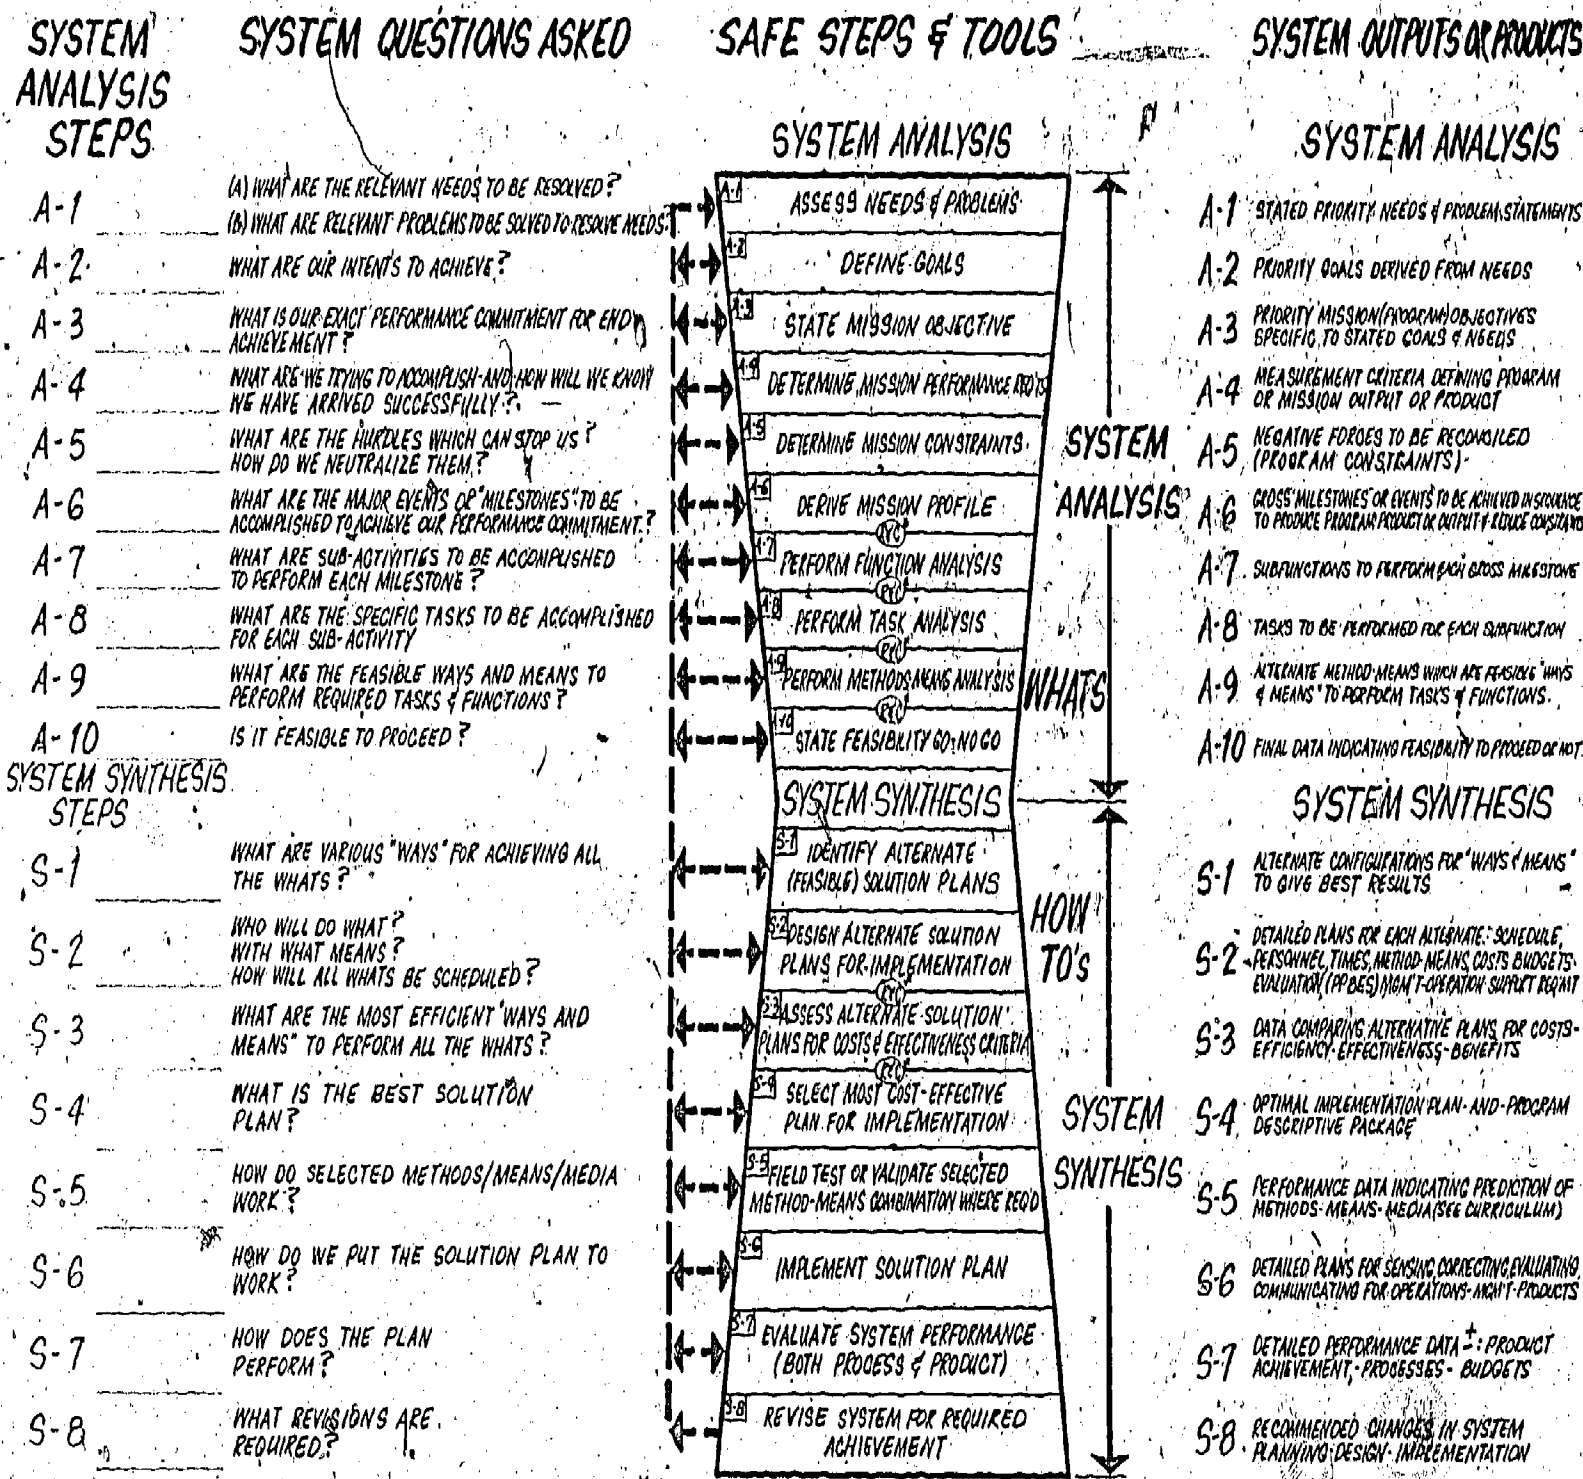 SYSTEM ANALYSIS STEPS
SYSTEM QUESTIONS ASKED
SAFE STEPS & TOOLS
SYSTEM OUTPUTS OR PRODUCTS
SYSTEM ANALYSIS
SYSTEM ANALYSIS
A-1
(A) WHAT ARE THE RELEVANT NEEDS TO BE RESOLVED?
(B) WHAT ARE RELEVANT PROBLEMS TO BE SOLVED TO RESOLVE NEEDS?
A-1
ASSESS NEEDS & PROBLEMS
A-1 STATED PRIORITY NEEDS & PROBLEM STATEMENTS
A-2
WHAT ARE OUR INTENTS TO ACHIEVE?
A-2
DEFINE GOALS
A-2 PRIORITY GOALS DERIVED FROM NEEDS
A-3
WHAT IS OUR EXACT PERFORMANCE COMMITMENT FOR END
ACHIEVEMENT?
A-3
STATE MISSION OBJECTIVE
A-3 PRIORITY MISSION (PROGRAM) OBJECTIVES
SPECIFIC TO STATED GOALS & NEEDS
A-4
WHAT ARE WE TRYING TO ACCOMPLISH-AND HOW WILL WE KNOW
WE HAVE ARRIVED SUCCESSFULLY?
A-4
DETERMINE MISSION PERFORMANCE REQ'TS
A-4 MEASUREMENT CRITERIA DEFINING PROGRAM
OR MISSION OUTPUT OR PRODUCT
A-5
WHAT ARE THE HURDLES WHICH CAN STOP US?
HOW DO WE NEUTRALIZE THEM?
A-5
DETERMINE MISSION CONSTRAINTS
SYSTEM
ANALYSIS
A-5 NEGATIVE FORCES TO BE RECONCILED
(PROGRAM CONSTRAINTS)
A-6
WHAT ARE THE MAJOR EVENTS OR "MILESTONES" TO BE
ACCOMPLISHED TO ACHIEVE OUR PERFORMANCE COMMITMENT?
A-6
DERIVE MISSION PROFILE
A-6 GROSS MILESTONES OR EVENTS TO BE ACHIEVED IN SEQUENCE
TO PRODUCE PROGRAM PRODUCT OR OUTPUT & REDUCE
A-7
WHAT ARE SUB-ACTIVITIES TO BE ACCOMPLISHED
TO PERFORM EACH MILESTONE?
A-7
PERFORM FUNCTION ANALYSIS
A-7 SUBFUNCTIONS TO PERFORM EACH GROSS MILESTONE
A-8
WHAT ARE THE SPECIFIC TASKS TO BE ACCOMPLISHED
FOR EACH SUB-ACTIVITY
A-8
PERFORM TASK ANALYSIS
A-8 TASKS TO BE PERFORMED FOR EACH SUBFUNCTION
A-9
WHAT ARE THE FEASIBLE WAYS AND MEANS TO
PERFORM REQUIRED TASKS & FUNCTIONS?
A-9
PERFORM METHODS MEANS ANALYSIS
WHATS
A-9 ALTERNATE METHOD-MEANS WHICH ARE FEASIBLE "WAYS
& MEANS" TO PERFORM TASKS & FUNCTIONS.
A-10
IS IT FEASIBLE TO PROCEED?
A-10
STATE FEASIBILITY GO-NO GO
A-10 FINAL DATA INDICATING FEASIBILITY TO PROCEED OR NOT
SYSTEM SYNTHESIS
STEPS
SYSTEM SYNTHESIS
SYSTEM SYNTHESIS
S-1
WHAT ARE VARIOUS "WAYS" FOR ACHIEVING ALL
THE WHATS?
S-1
IDENTIFY ALTERNATE
(FEASIBLE) SOLUTION PLANS
HOW
TO'S
S-1 ALTERNATE CONFIGURATIONS FOR "WAYS & MEANS"
TO GIVE BEST RESULTS
S-2
WHO WILL DO WHAT?
WITH WHAT MEANS?
HOW WILL ALL WHATS BE SCHEDULED?
S-2
DESIGN ALTERNATE SOLUTION
PLANS FOR IMPLEMENTATION
S-2 DETAILED PLANS FOR EACH ALTERNATE: SCHEDULE,
PERSONNEL, TIMES, METHOD-MEANS, COSTS BUDGETS-
EVALUATION, (PPBES) MGM'T-OPERATION SUPPORT REQMT
S-3
WHAT ARE THE MOST EFFICIENT "WAYS AND
MEANS" TO PERFORM ALL THE WHATS?
ASSESS ALTERNATE SOLUTION
PLANS FOR COSTS & EFFECTIVENESS CRITERIA
S-3 DATA COMPARING ALTERNATIVE PLANS FOR COSTS-
EFFICIENCY-EFFECTIVENESS-BENEFITS
S-4
WHAT IS THE BEST SOLUTION
PLAN?
S-4
SELECT MOST COST-EFFECTIVE
PLAN FOR IMPLEMENTATION
SYSTEM
SYNTHESIS
S-4 OPTIMAL IMPLEMENTATION PLAN-AND-PROGRAM
DESCRIPTIVE PACKAGE
S-5
HOW DO SELECTED METHODS/MEANS/MEDIA
WORK?
S-5
FIELD TEST OR VALIDATE SELECTED
METHOD-MEANS COMBINATION WHERE REQ'D
S-5 PERFORMANCE DATA INDICATING PREDICTION OF
METHODS-MEANS-MEDIA (SEE CURRICULUM)
S-6
HOW DO WE PUT THE SOLUTION PLAN TO
WORK?
S-6
IMPLEMENT SOLUTION PLAN
S-6 DETAILED PLANS FOR SENSING, CORRECTING, EVALUATING,
COMMUNICATING FOR OPERATIONS-MGM'T-PRODUCTS
S-7
HOW DOES THE PLAN
PERFORM?
S-7
EVALUATE SYSTEM PERFORMANCE
(BOTH PROCESS & PRODUCT)
S-7 DETAILED PERFORMANCE DATA ±: PRODUCT
ACHIEVEMENT,-PROCESSES-BUDGETS
S-8
WHAT REVISIONS ARE
REQUIRED?
S-8
REVISE SYSTEM FOR REQUIRED
ACHIEVEMENT
S-8 RECOMMENDED CHANGES IN SYSTEM
PLANNING-DESIGN-IMPLEMENTATION